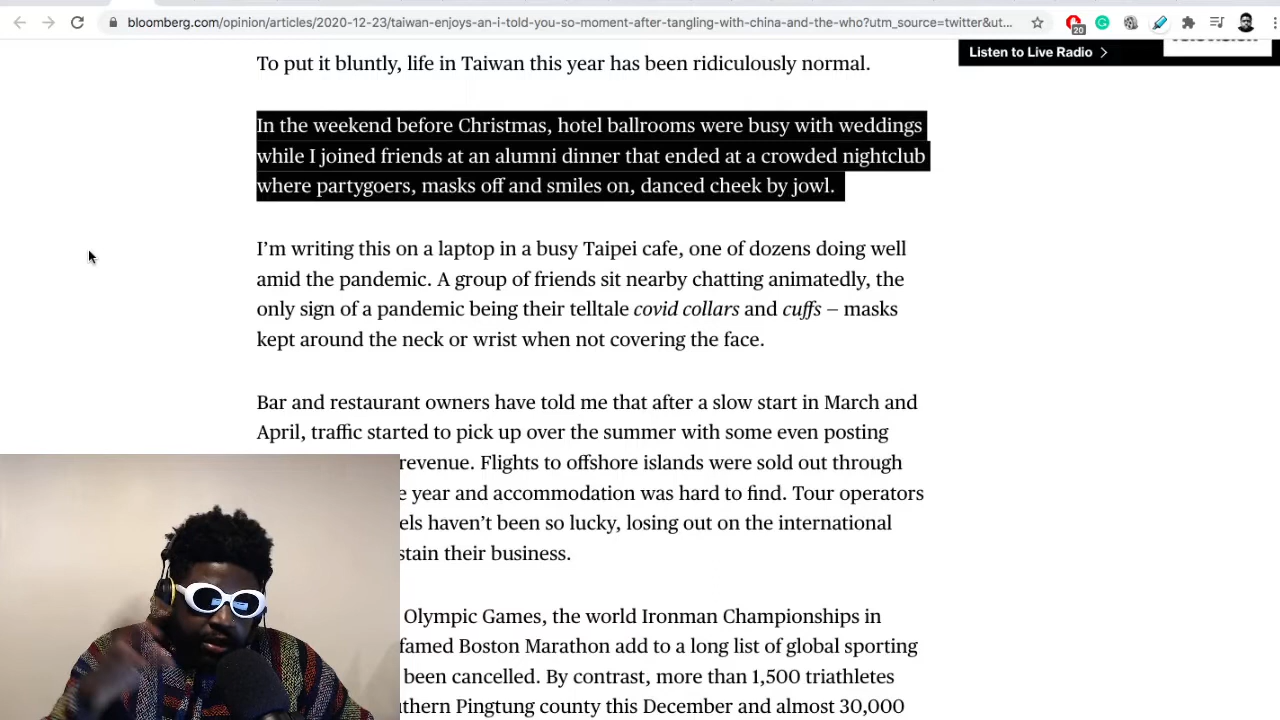 bloomberg.com/opinion/articles/2020-12-23/taiwan-enjoys-an-i-told-you-so-moment-after-tangling-with-china-and-the-who?utm_source=twitter&ut...
20
Listen to Live Radio >
To put it bluntly, life in Taiwan this year has been ridiculously normal.
In the weekend before Christmas, hotel ballrooms were busy with weddings
while I joined friends at an alumni dinner that ended at a crowded nightclub
where partygoers, masks off and smiles on, danced cheek by jowl.
I’m writing this on a laptop in a busy Taipei cafe, one of dozens doing well
amid the pandemic. A group of friends sit nearby chatting animatedly, the
only sign of a pandemic being their telltale covid collars and cuffs — masks
kept around the neck or wrist when not covering the face.
Bar and restaurant owners have told me that after a slow start in March and
April, traffic started to pick up over the summer with some even posting
revenue. Flights to offshore islands were sold out through
e year and accommodation was hard to find. Tour operators
els haven’t been so lucky, losing out on the international
stain their business.
Olympic Games, the world Ironman Championships in
famed Boston Marathon add to a long list of global sporting
been cancelled. By contrast, more than 1,500 triathletes
thern Pingtung county this December and almost 30,000